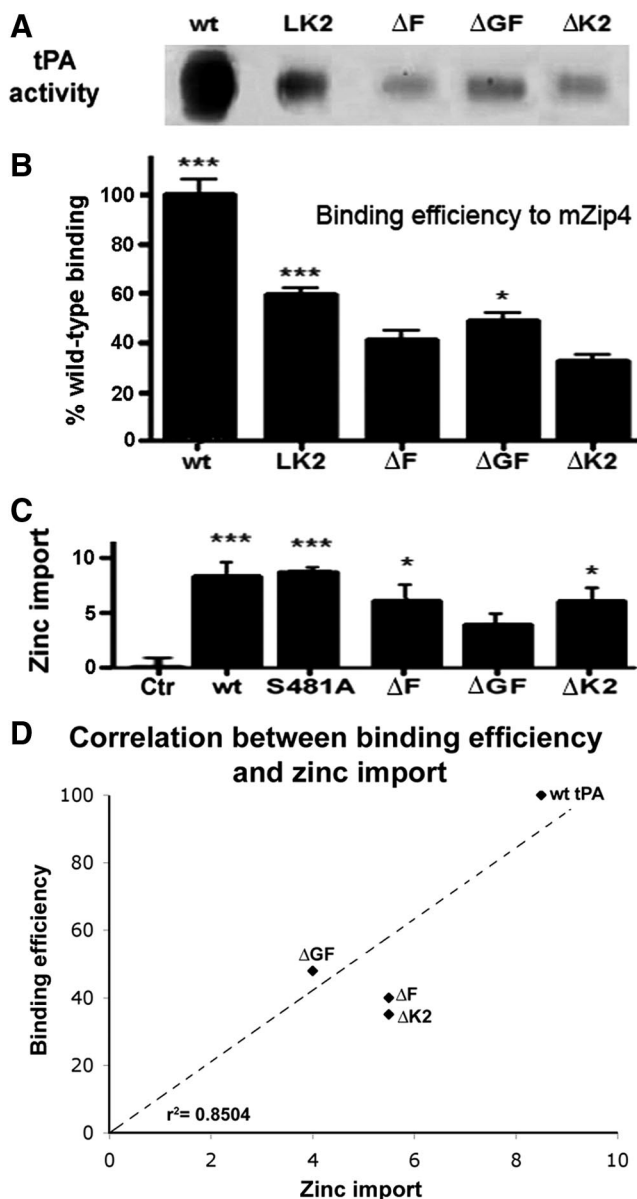 A
wt LK2 ΔF ΔGF ΔK2
tPA
activity
B
% wild-type binding
100
80
60
40
20
0
***
***
*
Binding efficiency to mZip4
wt LK2 ΔF ΔGF ΔK2
C
Zinc import
10
5
0
*** *** * *
Ctr wt S481A ΔF ΔGF ΔK2
D
Correlation between binding efficiency
and zinc import
Binding efficiency
100
80
60
40
20
0
wt tPA
ΔGF
ΔF
ΔK2
r²= 0.8504
0 2 4 6 8 10
Zinc import